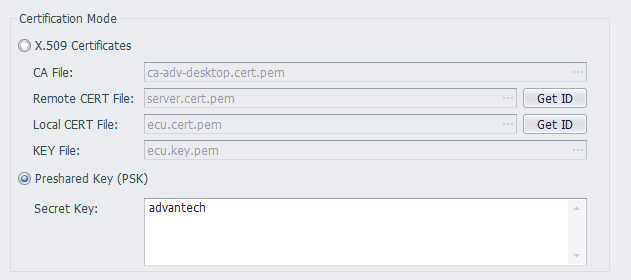 Certification Mode
X.509 Certificates
CA File: ca-adv-desktop.cert.pem ...
Remote CERT File: server.cert.pem ... Get ID
Local CERT File: ecu.cert.pem ... Get ID
KEY File: ecu.key.pem ...
Preshared Key (PSK)
Secret Key: advantech